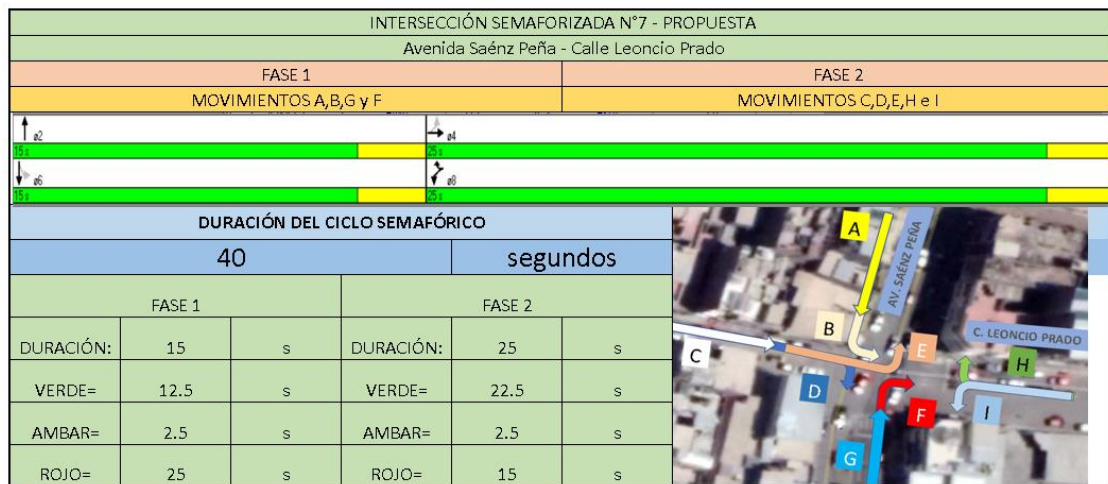 INTERSECCIÓN SEMAFORIZADA N°7 - PROPUESTA
Avenida Saénz Peña - Calle Leoncio Prado
FASE 1 FASE 2
MOVIMIENTOS A,B,G y F MOVIMIENTOS C,D,E,H e I
ø2 ø4
15 s 25 s
ø6 ø8
15 s 25 s
DURACIÓN DEL CICLO SEMAFÓRICO
40 segundos
FASE 1 FASE 2
DURACIÓN: 15 s DURACIÓN: 25 s
VERDE= 12.5 s VERDE= 22.5 s
AMBAR= 2.5 s AMBAR= 2.5 s
ROJO= 25 s ROJO= 15 s
A
AV. SAÉNZ PEÑA
B
C
E
C. LEONCIO PRADO
H
D
F
I
G